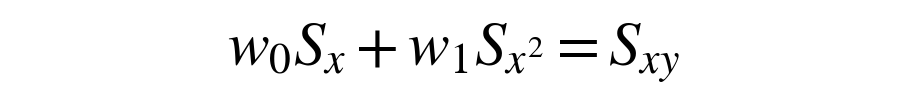 w₀Sₓ + w₁Sₓ² = Sₓᵧ